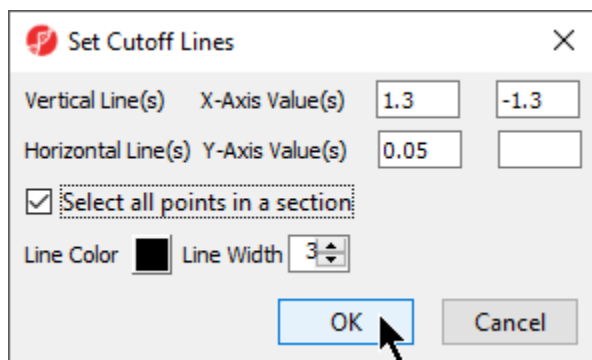 Set Cutoff Lines
Vertical Line(s) X-Axis Value(s) 1.3 -1.3
Horizontal Line(s) Y-Axis Value(s) 0.05
Select all points in a section
Line Color Line Width 3
OK Cancel